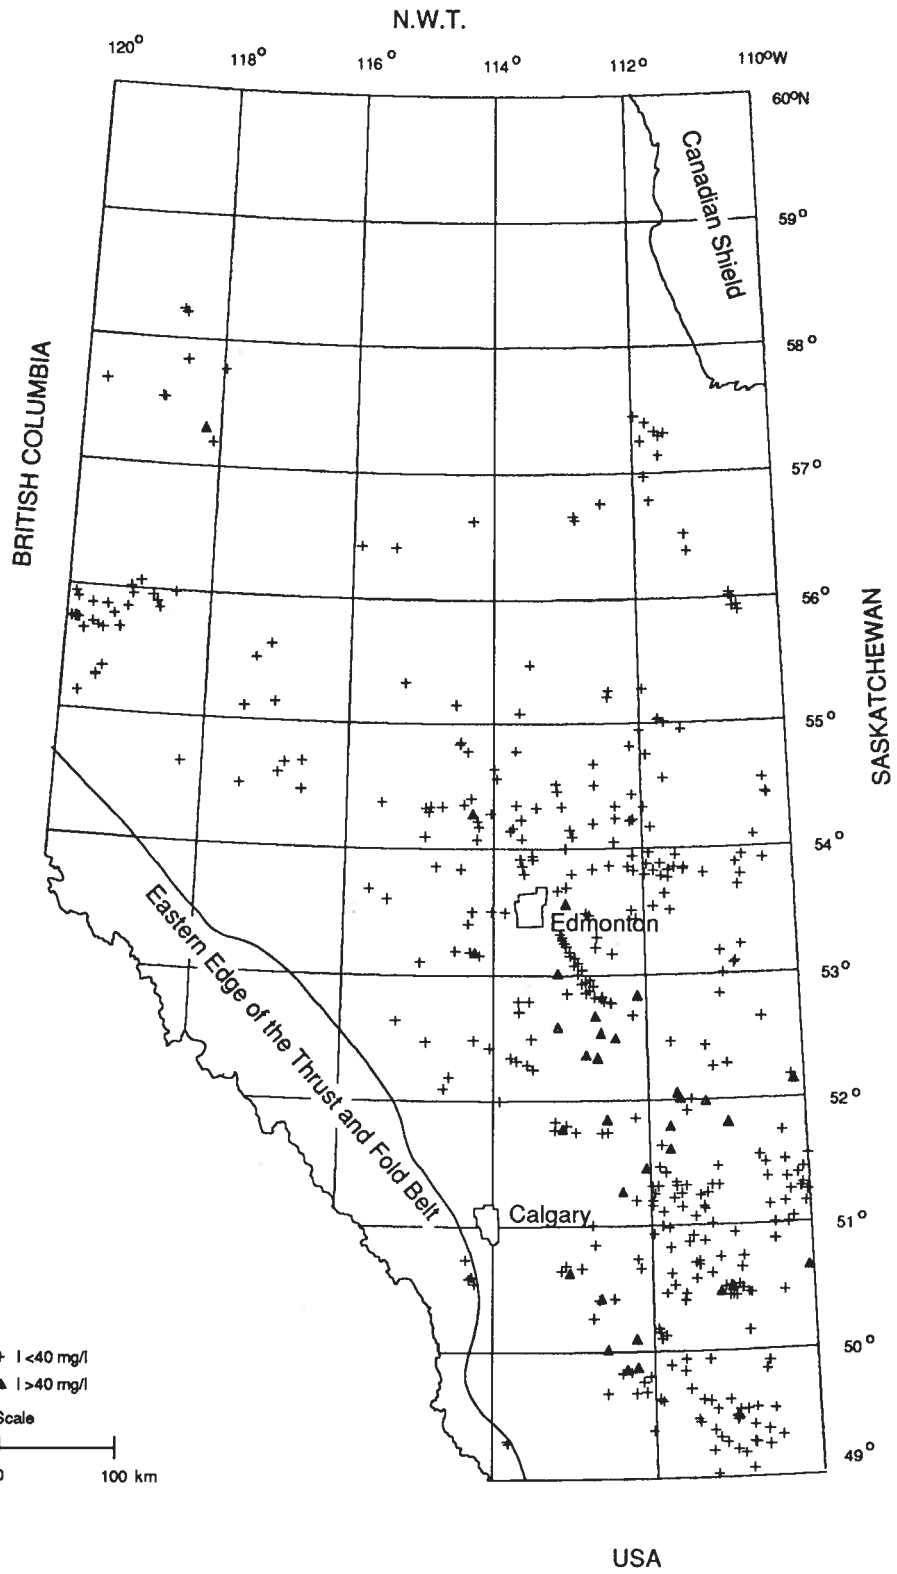 N.W.T.
120°
118°
116°
114°
112°
110°W
60°N
Canadian Shield
59°
58°
BRITISH COLUMBIA
57°
56°
SASKATCHEWAN
55°
54°
Edmonton
Eastern Edge of the Thrust and Fold Belt
53°
52°
Calgary
51°
50°
I <40 mg/l
I >40 mg/l
Scale
0 100 km
49°
USA